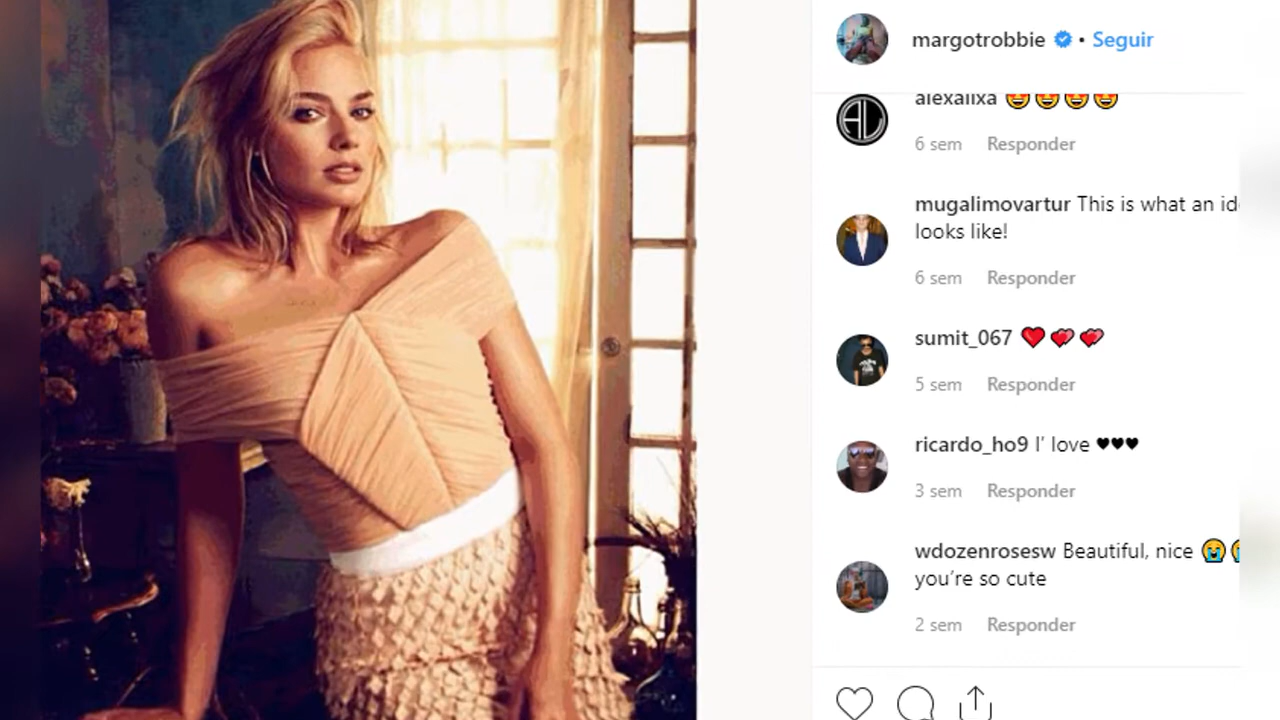 margotrobbie • Seguir
alexalixa 😍😍😍😍
6 sem Responder
mugalimovartur This is what an
looks like!
6 sem Responder
sumit_067 ❤️💕💕
5 sem Responder
ricardo_ho9 I' love ♥♥♥
3 sem Responder
wdozenrosesw Beautiful, nice 😭
you're so cute
2 sem Responder